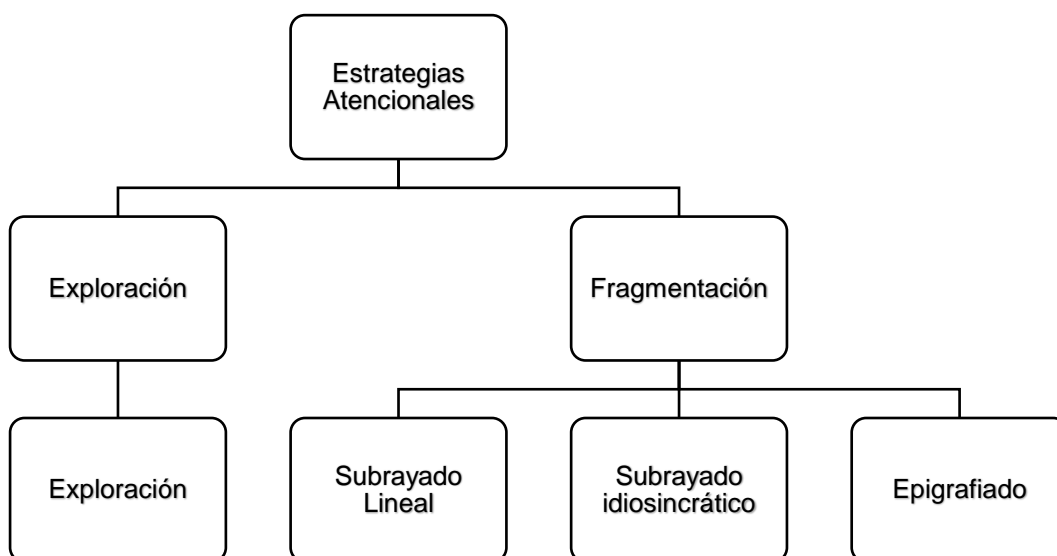 Estrategias
Atencionales
Exploración
Fragmentación
Exploración
Subrayado
Lineal
Subrayado
idiosincrático
Epigrafiado